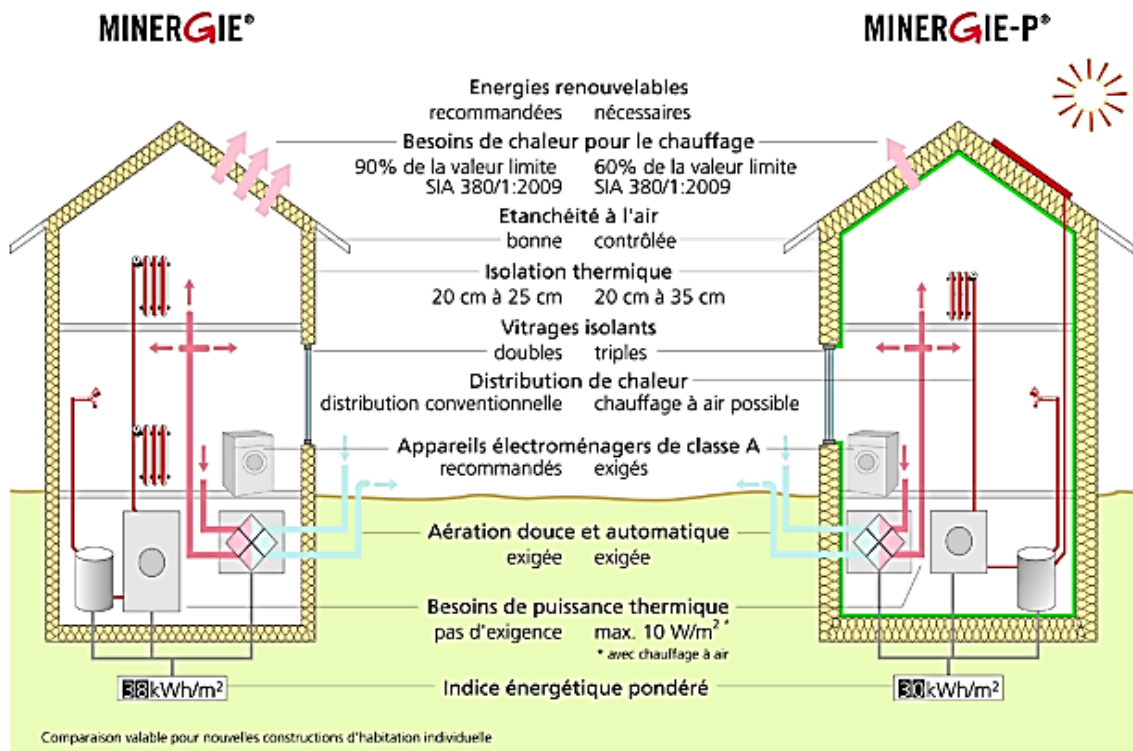 MINERGIE®
MINERGIE-P®
Energies renouvelables
recommandées nécessaires
Besoins de chaleur pour le chauffage
90% de la valeur limite 60% de la valeur limite
SIA 380/1:2009 SIA 380/1:2009
Etanchéité à l'air
bonne contrôlée
Isolation thermique
20 cm à 25 cm 20 cm à 35 cm
Vitrages isolants
doubles triples
Distribution de chaleur
distribution conventionnelle chauffage à air possible
Appareils électroménagers de classe A
recommandés exigés
Aération douce et automatique
exigée exigée
Besoins de puissance thermique
pas d'exigence max. 10 W/m² *
* avec chauffage à air
Indice énergétique pondéré
38kWh/m² 30kWh/m²
Comparaison valable pour nouvelles constructions d'habitation individuelle